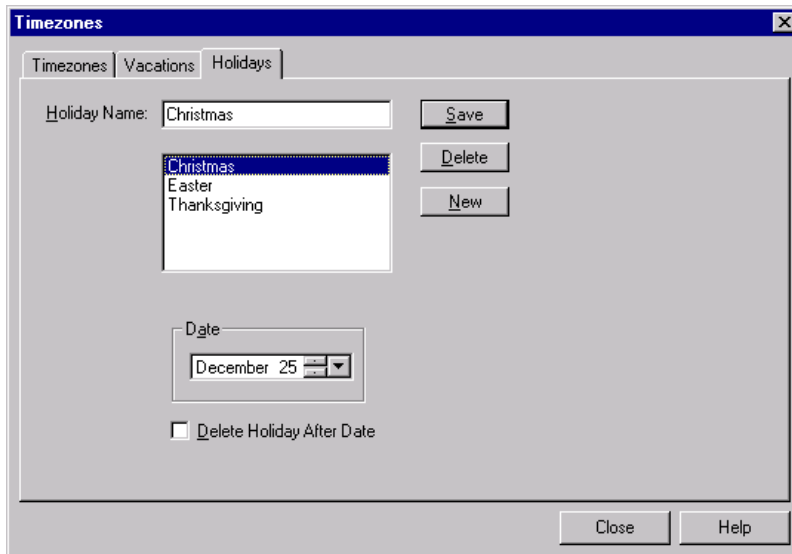 Timezones
Timezones Vacations Holidays
Holiday Name: Christmas Save
Christmas
Easter
Thanksgiving
Delete
New
Date
December 25
Delete Holiday After Date
Close Help